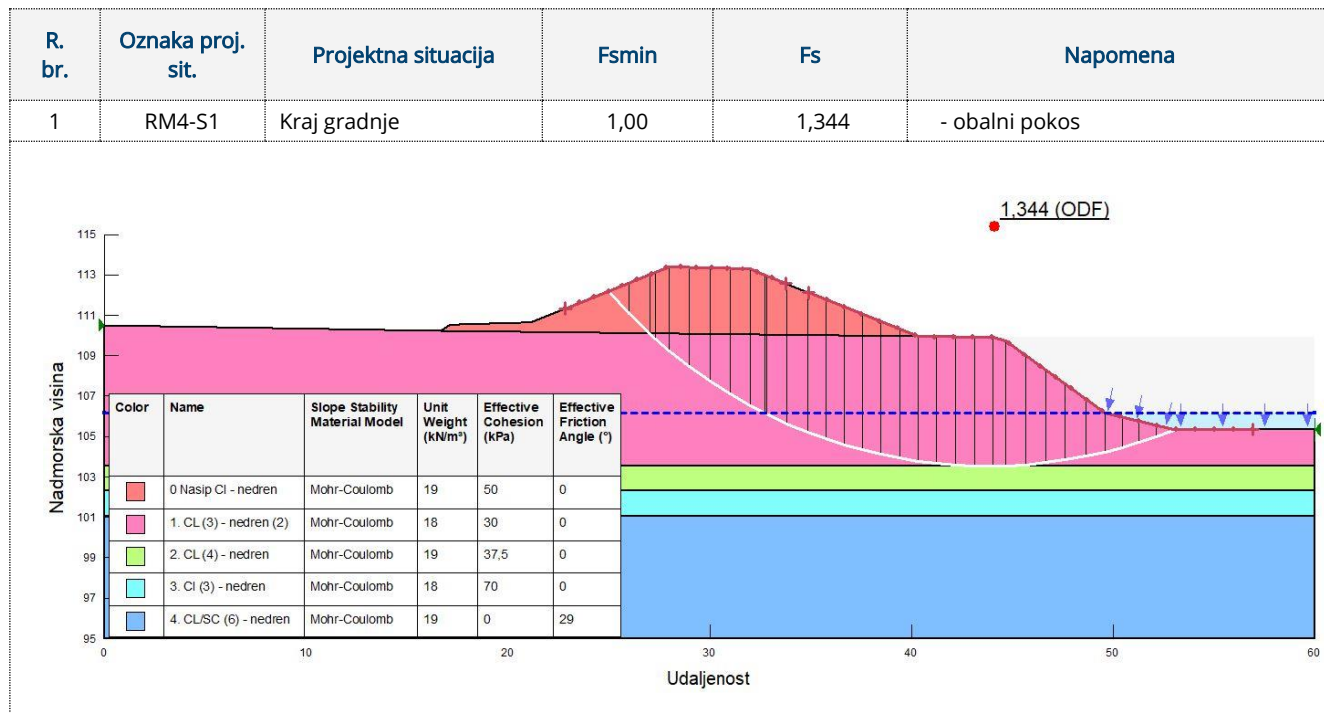 R. br. Oznaka proj. sit. Projektna situacija Fsmin Fs Napomena
1 RM4-S1 Kraj gradnje 1,00 1,344 - obalni pokos
1,344 (ODF)
115
113
111
109
107
105
103
101
99
97
95
Nadmorska visina
Color Name Slope Stability Material Model Unit Weight (kN/m³) Effective Cohesion (kPa) Effective Friction Angle (°)
0 Nasip CI - nedren Mohr-Coulomb 19 50 0
1. CL (3) - nedren (2) Mohr-Coulomb 18 30 0
2. CL (4) - nedren Mohr-Coulomb 19 37,5 0
3. CI (3) - nedren Mohr-Coulomb 18 70 0
4. CL/SC (6) - nedren Mohr-Coulomb 19 0 29
0 10 20 30 40 50 60
Udaljenost